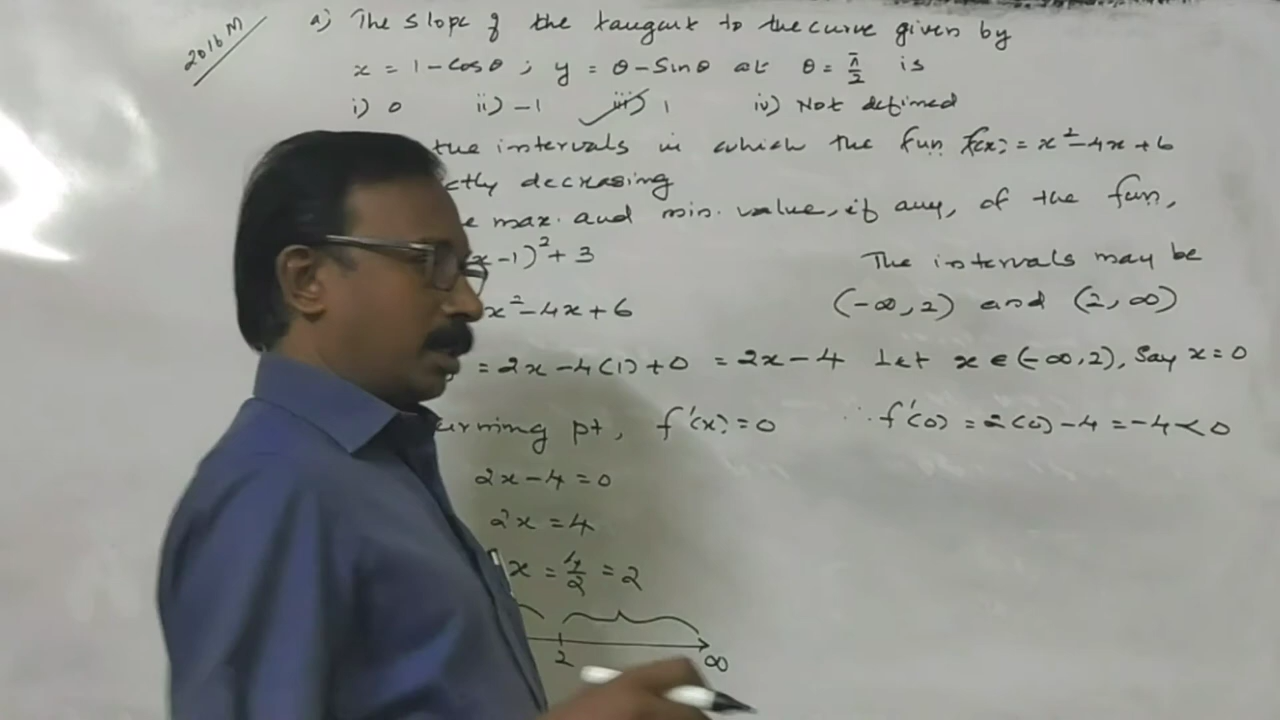 2016 M
a) The slope of the tangent to the curve given by
x = 1 - Cosθ ; y = θ - Sinθ at θ = π/2 is
i) 0 ii) -1 iii) 1 iv) Not defined
the intervals in which the fun f(x) = x² - 4x + 6
ctly decreasing
e max. and min. value, if any, of the fun,
x - 1)² + 3
The intervals may be
x² - 4x + 6
(-∞, 2) and (2, ∞)
= 2x - 4(1) + 0 = 2x - 4
Let x ∈ (-∞, 2), Say x = 0
urning pt, f'(x) = 0
∴ f'(0) = 2(0) - 4 = -4 < 0
2x - 4 = 0
2x = 4
x = 4/2 = 2
2 ∞